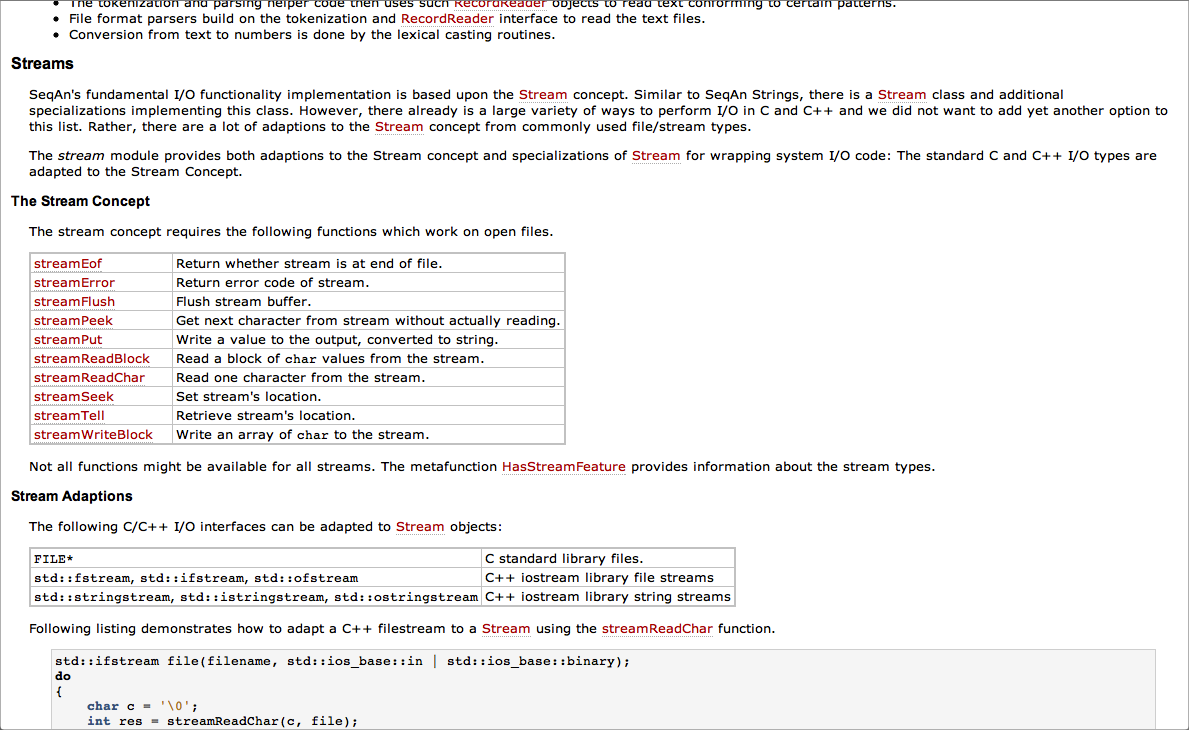 The tokenization and parsing helper code then uses such RecordReader objects to read text conforming to certain patterns.
• File format parsers build on the tokenization and RecordReader interface to read the text files.
• Conversion from text to numbers is done by the lexical casting routines.
Streams
SeqAn's fundamental I/O functionality implementation is based upon the Stream concept. Similar to SeqAn Strings, there is a Stream class and additional
specializations implementing this class. However, there already is a large variety of ways to perform I/O in C and C++ and we did not want to add yet another option to
this list. Rather, there are a lot of adaptions to the Stream concept from commonly used file/stream types.
The stream module provides both adaptions to the Stream concept and specializations of Stream for wrapping system I/O code: The standard C and C++ I/O types are
adapted to the Stream Concept.
The Stream Concept
The stream concept requires the following functions which work on open files.
streamEof Return whether stream is at end of file.
streamError Return error code of stream.
streamFlush Flush stream buffer.
streamPeek Get next character from stream without actually reading.
streamPut Write a value to the output, converted to string.
streamReadBlock Read a block of char values from the stream.
streamReadChar Read one character from the stream.
streamSeek Set stream's location.
streamTell Retrieve stream's location.
streamWriteBlock Write an array of char to the stream.
Not all functions might be available for all streams. The metafunction HasStreamFeature provides information about the stream types.
Stream Adaptions
The following C/C++ I/O interfaces can be adapted to Stream objects:
FILE* C standard library files.
std::fstream, std::ifstream, std::ofstream C++ iostream library file streams
std::stringstream, std::istringstream, std::ostringstream C++ iostream library string streams
Following listing demonstrates how to adapt a C++ filestream to a Stream using the streamReadChar function.
std::ifstream file(filename, std::ios_base::in | std::ios_base::binary);
do
{
char c = '\0';
int res = streamReadChar(c, file);